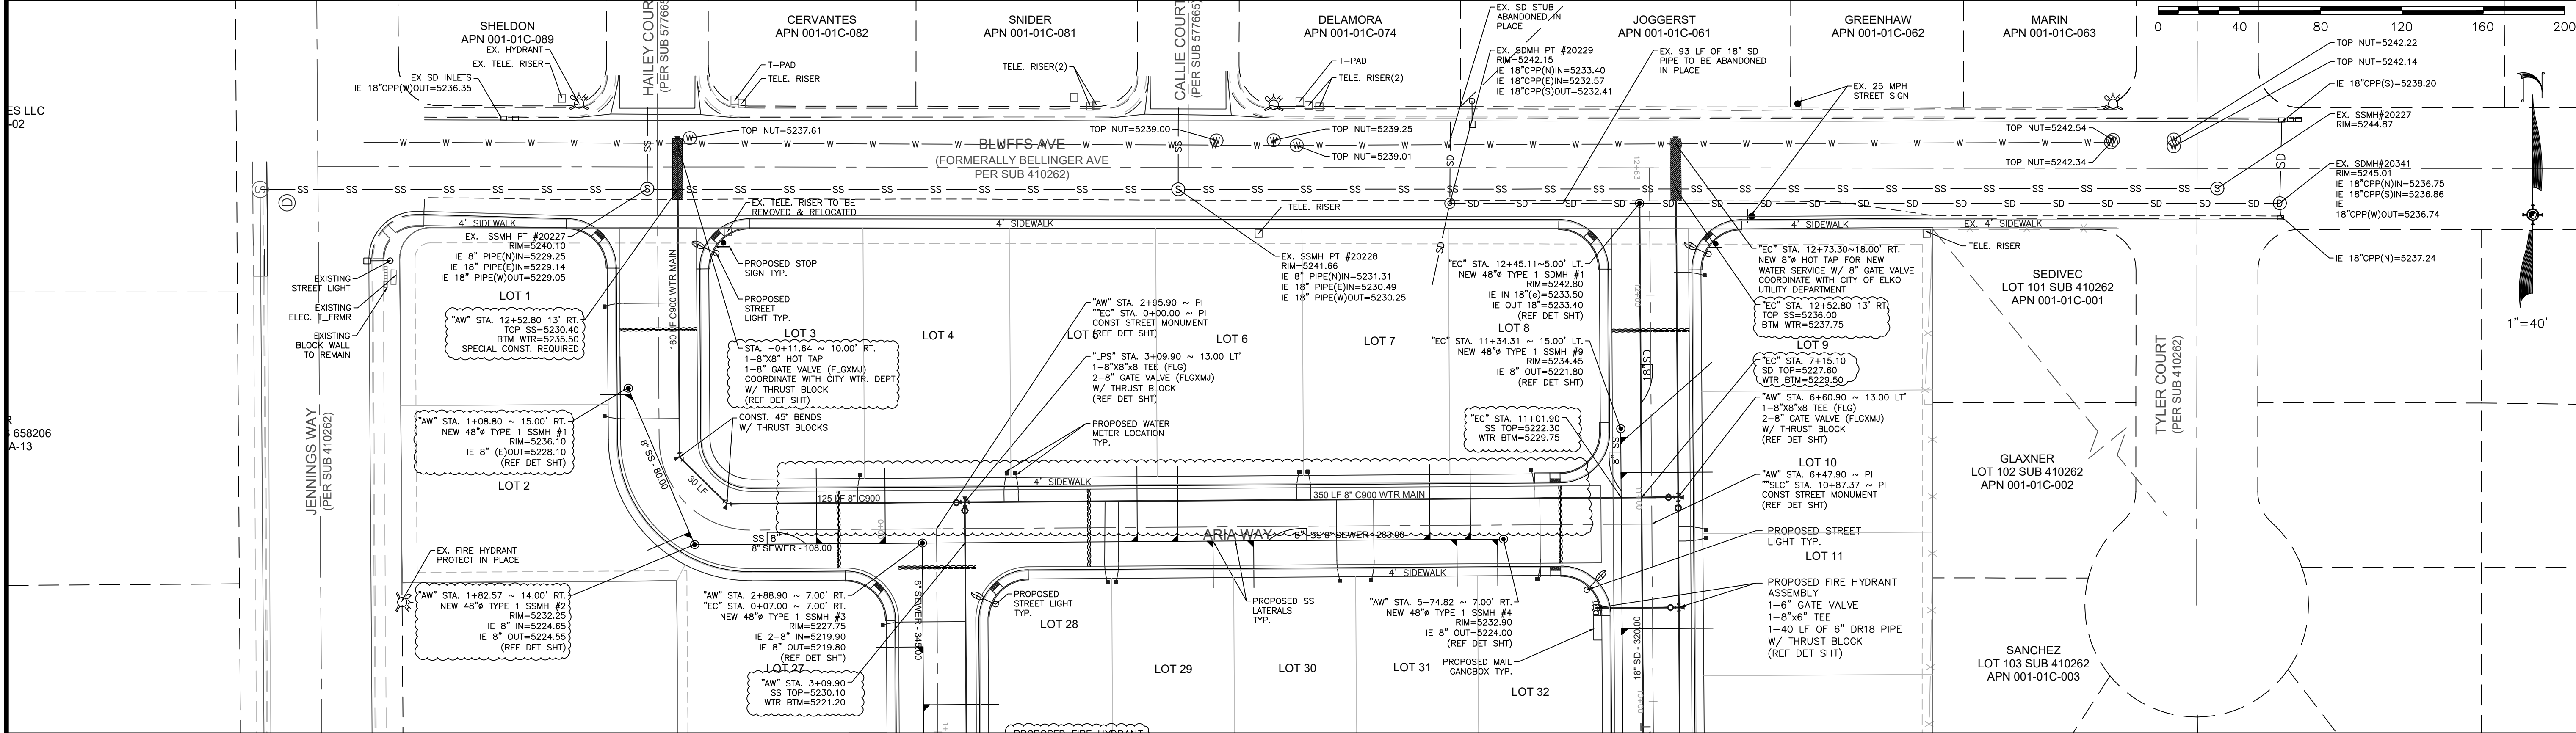 SHELDON
APN 001-01C-089
EX. HYDRANT
EX. TELE. RISER
EX SD INLETS
IE 18"CPP(W)OUT=5236.35
HAILEY COURT
(PER SUB 577665)
CERVANTES
APN 001-01C-082
T-PAD
TELE. RISER
SNIDER
APN 001-01C-081
TELE. RISER(2)
CALLIE COURT
(PER SUB 577665)
DELAMORA
APN 001-01C-074
T-PAD
TELE. RISER(2)
EX. SD STUB
ABANDONED IN
PLACE
EX. SDMH PT #20229
RIM=5242.15
IE 18"CPP(N)IN=5233.40
IE 18"CPP(E)IN=5232.57
IE 18"CPP(S)OUT=5232.41
JOGGERST
APN 001-01C-061
EX. 93 LF OF 18" SD
PIPE TO BE ABANDONED
IN PLACE
GREENHAW
APN 001-01C-062
EX. 25 MPH
STREET SIGN
MARIN
APN 001-01C-063
0 40 80 120 160 200
TOP NUT=5242.22
TOP NUT=5242.14
IE 18"CPP(S)=5238.20
EX. SSMH#20227
RIM=5244.87
EX. SDMH#20341
RIM=5245.01
IE 18"CPP(N)IN=5236.75
IE 18"CPP(S)IN=5236.86
IE
18"CPP(W)OUT=5236.74
IE 18"CPP(N)=5237.24
1"=40'
ES LLC
-02
TOP NUT=5237.61
TOP NUT=5239.00
TOP NUT=5239.25
TOP NUT=5239.01
TOP NUT=5242.54
TOP NUT=5242.34
BLUFFS AVE
(FORMERALLY BELLINGER AVE
PER SUB 410262)
EX. TELE. RISER TO BE
REMOVED & RELOCATED
TELE. RISER
4' SIDEWALK
4' SIDEWALK
4' SIDEWALK
EX. 4' SIDEWALK
TELE. RISER
EX. SSMH PT #20227
RIM=5240.10
IE 8" PIPE(N)IN=5229.25
IE 18" PIPE(E)IN=5229.14
IE 18" PIPE(W)OUT=5229.05
EXISTING
STREET LIGHT
EXISTING
ELEC. T_FRMR
EXISTING
BLOCK WALL
TO REMAIN
LOT 1
"AW" STA. 12+52.80 13' RT.
TOP SS=5230.40
BTM WTR=5235.50
SPECIAL CONST. REQUIRED
160 LF C900 WTR MAIN
PROPOSED STOP
SIGN TYP.
PROPOSED
STREET
LIGHT TYP.
LOT 3
STA. -0+11.64 ~ 10.00' RT.
1-8"X8" HOT TAP
1-8" GATE VALVE (FLGXMJ)
COORDINATE WITH CITY WTR. DEPT
W/ THRUST BLOCK
(REF DET SHT)
CONST. 45° BENDS
W/ THRUST BLOCKS
LOT 4
LOT 5
"AW" STA. 2+95.90 ~ PI
""EC" STA. 0+00.00 ~ PI
CONST STREET MONUMENT
(REF DET SHT)
"LPS" STA. 3+09.90 ~ 13.00 LT'
1-8"X8"x8 TEE (FLG)
2-8" GATE VALVE (FLGXMJ)
W/ THRUST BLOCK
(REF DET SHT)
PROPOSED WATER
METER LOCATION
TYP.
LOT 6
EX. SSMH PT #20228
RIM=5241.66
IE 8" PIPE(N)IN=5231.31
IE 18" PIPE(E)IN=5230.49
IE 18" PIPE(W)OUT=5230.25
LOT 7
"EC" STA. 12+45.11~5.00' LT.
NEW 48"ø TYPE 1 SDMH #1
RIM=5242.80
IE IN 18"(e)=5233.50
IE OUT 18"=5233.40
(REF DET SHT)
LOT 8
"EC" STA. 11+34.31 ~ 15.00' LT.
NEW 48"ø TYPE 1 SSMH #9
RIM=5234.45
IE 8" OUT=5221.80
(REF DET SHT)
"EC" STA. 11+01.90
SS TOP=5222.30
WTR BTM=5229.75
18"SD
"EC" STA. 12+73.30~18.00' RT.
NEW 8"ø HOT TAP FOR NEW
WATER SERVICE W/ 8" GATE VALVE
COORDINATE WITH CITY OF ELKO
UTILITY DEPARTMENT
"EC" STA. 12+52.80 13' RT.
TOP SS=5236.00
BTM WTR=5237.75
LOT 9
"EC" STA. 7+15.10
SD TOP=5227.60
WTR BTM=5229.50
"AW" STA. 6+60.90 ~ 13.00 LT'
1-8"X8"x8 TEE (FLG)
2-8" GATE VALVE (FLGXMJ)
W/ THRUST BLOCK
(REF DET SHT)
LOT 10
"AW" STA. 6+47.90 ~ PI
""SLC" STA. 10+87.37 ~ PI
CONST STREET MONUMENT
(REF DET SHT)
PROPOSED STREET
LIGHT TYP.
LOT 11
PROPOSED FIRE HYDRANT
ASSEMBLY
1-6" GATE VALVE
1-8"x6" TEE
1-40 LF OF 6" DR18 PIPE
W/ THRUST BLOCK
(REF DET SHT)
SEDIVEC
LOT 101 SUB 410262
APN 001-01C-001
GLAXNER
LOT 102 SUB 410262
APN 001-01C-002
SANCHEZ
LOT 103 SUB 410262
APN 001-01C-003
TYLER COURT
(PER SUB 410262)
658206
A-13
JENNINGS WAY
(PER SUB 410262)
"AW" STA. 1+08.80 ~ 15.00' RT.
NEW 48"ø TYPE 1 SSMH #1
RIM=5236.10
IE 8" (E)OUT=5228.10
(REF DET SHT)
LOT 2
8" SS - 80.00
30 LF
125 LF 8" C900
4' SIDEWALK
350 LF 8" C900 WTR MAIN
ARIA WAY
SS 8"
8" SEWER - 108.00
8" SS 8" SEWER - 283.00
4' SIDEWALK
EX. FIRE HYDRANT
PROTECT IN PLACE
"AW" STA. 1+82.57 ~ 14.00' RT.
NEW 48"ø TYPE 1 SSMH #2
RIM=5232.25
IE 8" IN=5224.65
IE 8" OUT=5224.55
(REF DET SHT)
"AW" STA. 2+88.90 ~ 7.00' RT.
"EC" STA. 0+07.00 ~ 7.00' RT.
NEW 48"ø TYPE 1 SSMH #3
RIM=5227.75
IE 2-8" IN=5219.90
IE 8" OUT=5219.80
(REF DET SHT)
LOT 27
"AW" STA. 3+09.90
SS TOP=5230.10
WTR BTM=5221.20
8" SEWER - 345.00
PROPOSED
STREET LIGHT
TYP.
LOT 28
PROPOSED SS
LATERALS
TYP.
LOT 29
LOT 30
LOT 31
"AW" STA. 5+74.82 ~ 7.00' RT.
NEW 48"ø TYPE 1 SSMH #4
RIM=5232.90
IE 8" OUT=5224.00
(REF DET SHT)
PROPOSED MAIL
GANGBOX TYP.
LOT 32
18" SD - 320.00
PROPOSED FIRE HYDRANT